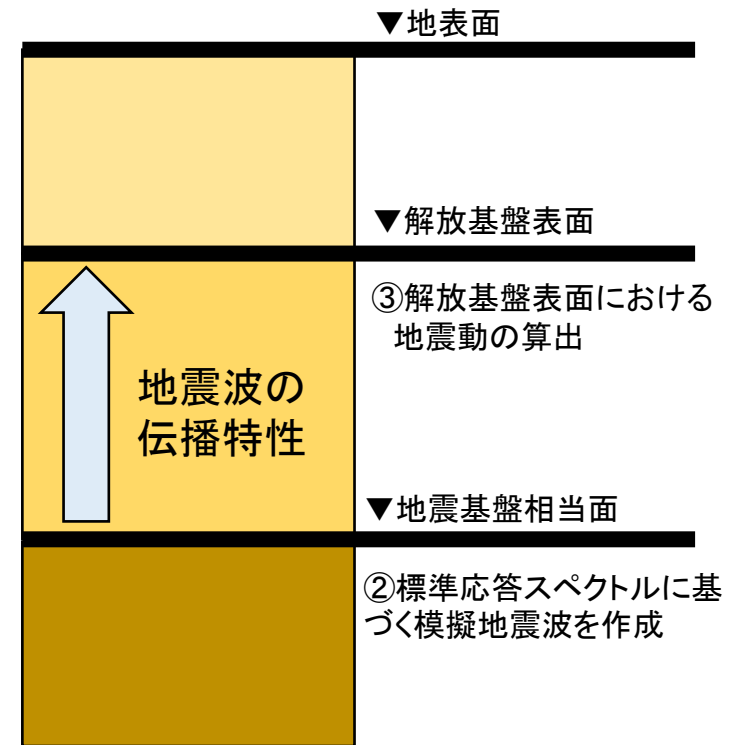 ▼地表面
▼解放基盤表面
③解放基盤表面における
地震動の算出
地震波の
伝播特性
▼地震基盤相当面
②標準応答スペクトルに基
づく模擬地震波を作成